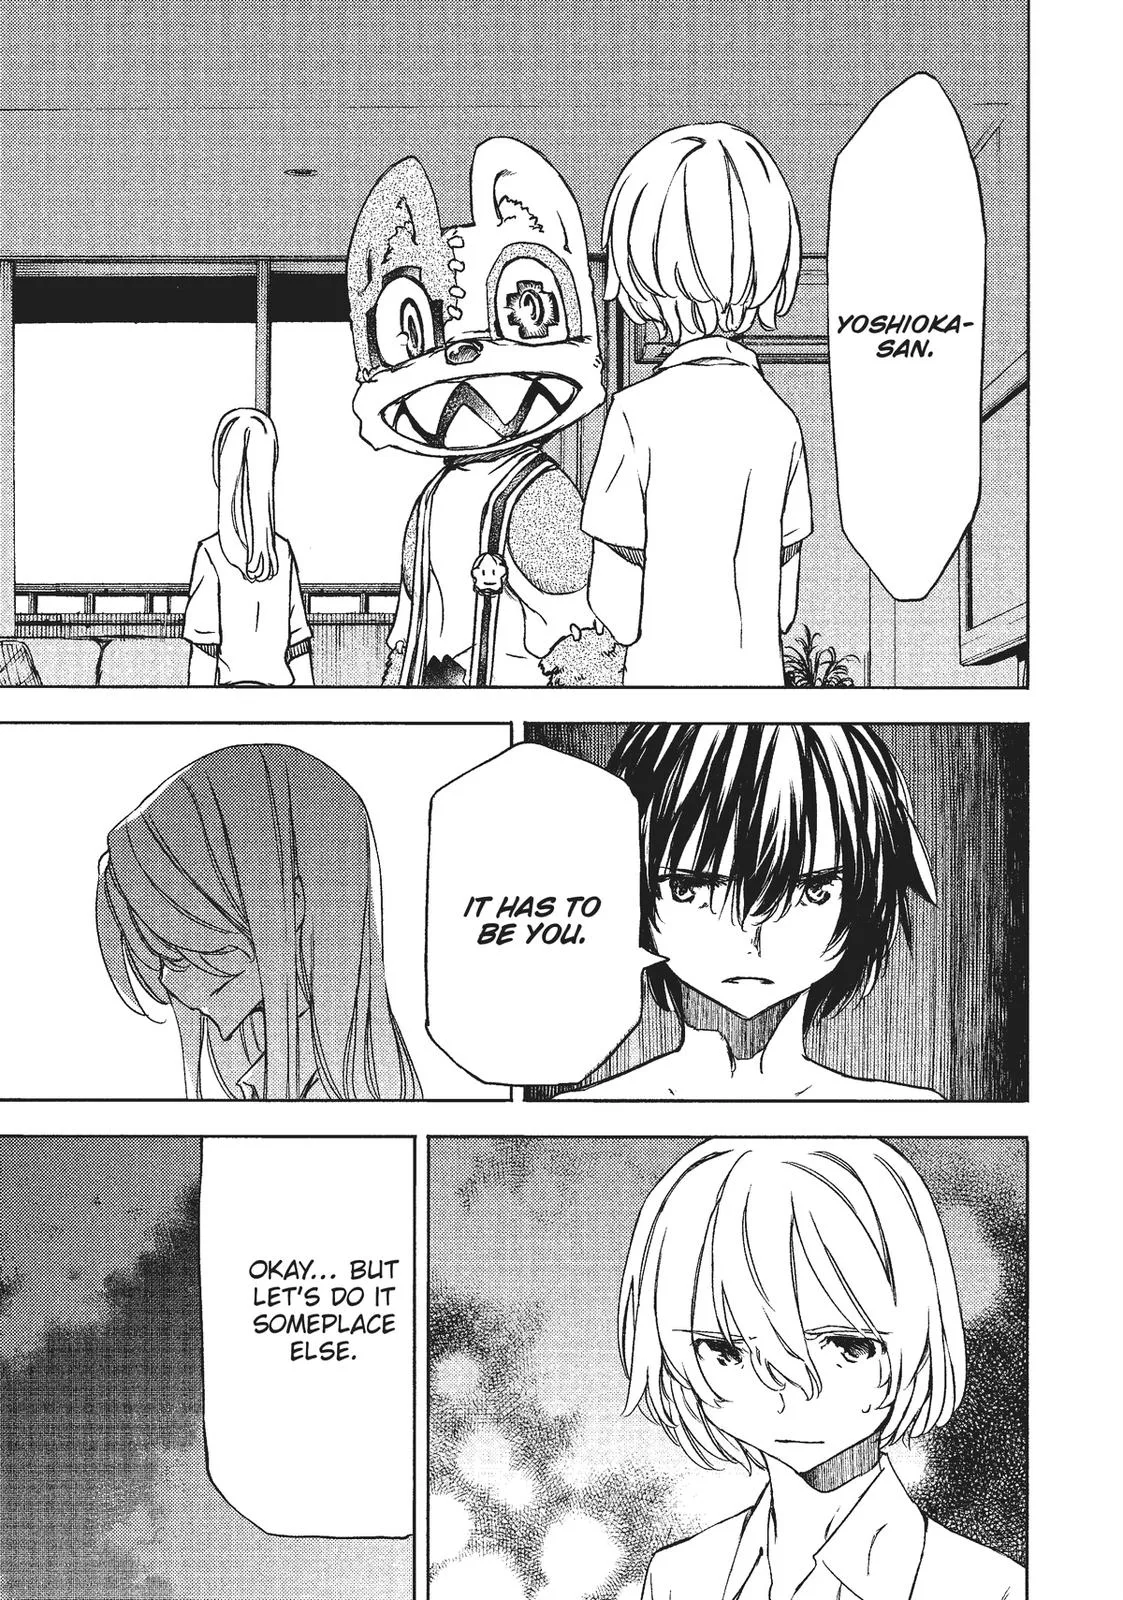 YOSHIOKA-
SAN.
IT HAS TO
BE YOU.
OKAY... BUT
LET'S DO IT
SOMEPLACE
ELSE.